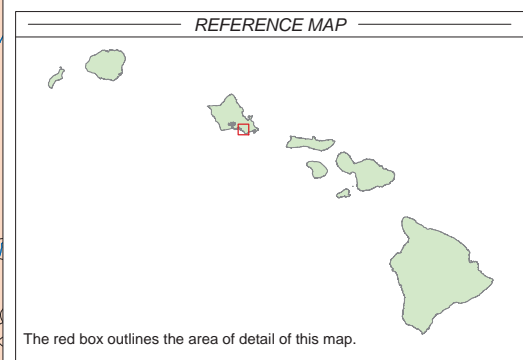 REFERENCE MAP
The red box outlines the area of detail of this map.